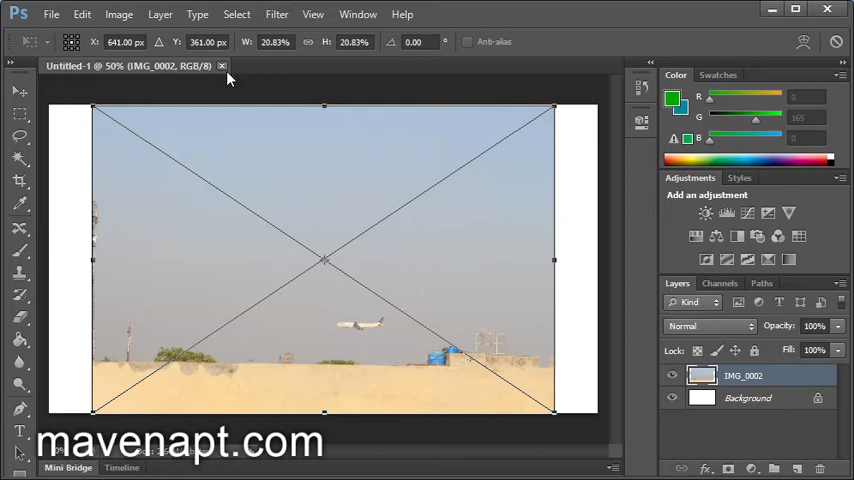 Ps File Edit Image Layer Type Select Filter View Window Help
X: 641.00 px Y: 361.00 px W: 20.83% H: 20.83% 0.00 ° Anti-alias
Untitled-1 @ 50% (IMG_0002, RGB/8)
Color Swatches
R 0
G 165
B 0
Adjustments Styles
Add an adjustment
Layers Channels Paths
Kind
Normal Opacity: 100%
Lock: Fill: 100%
IMG_0002
Background
mavenapt.com
Mini Bridge Timeline